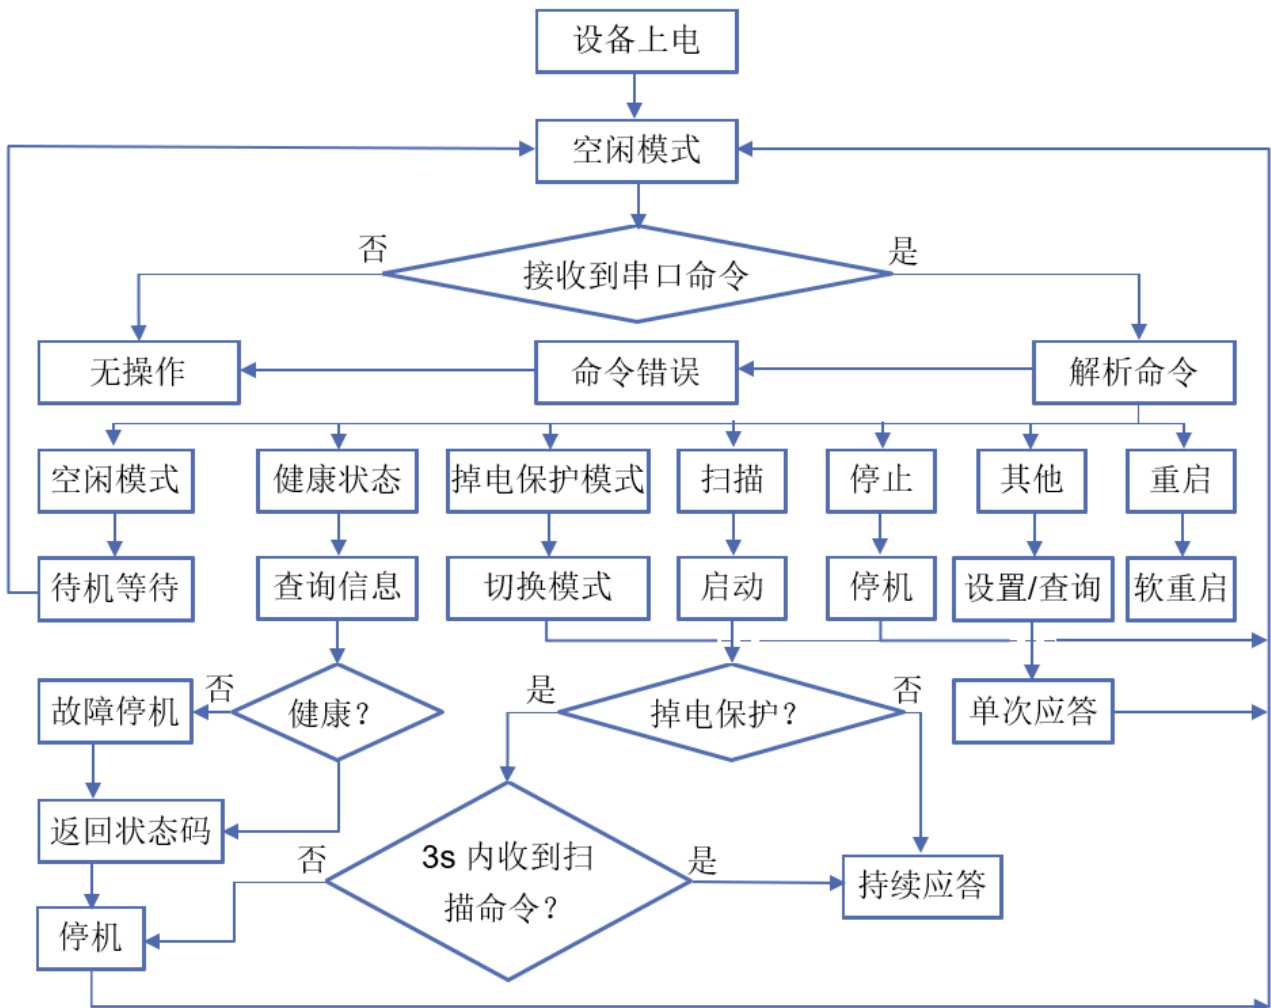 设备上电
空闲模式
否
是
接收到串口命令
无操作
命令错误
解析命令
空闲模式
健康状态
掉电保护模式
扫描
停止
其他
重启
待机等待
查询信息
切换模式
启动
停机
设置/查询
软重启
故障停机
否
健康?
是
掉电保护?
否
单次应答
返回状态码
否
3s 内收到扫
描命令?
是
持续应答
停机